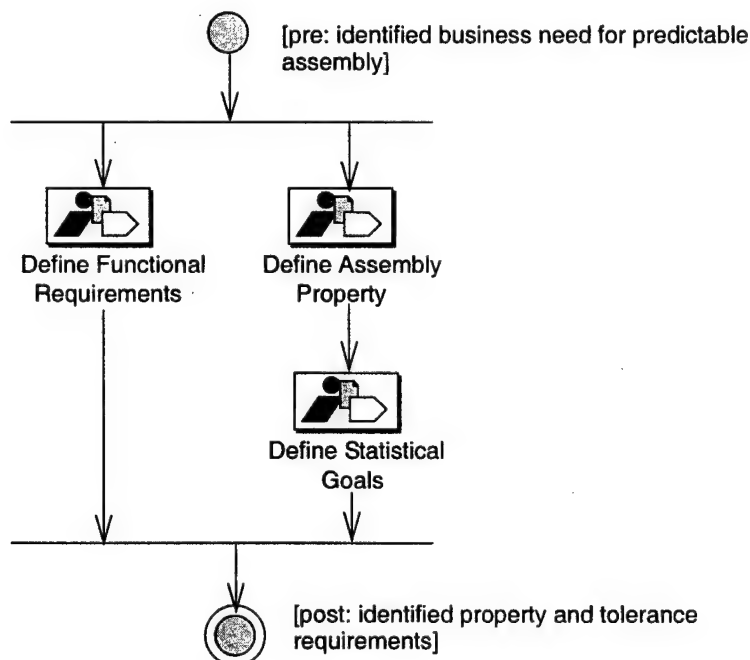 [pre: identified business need for predictable
assembly]
Define Functional
Requirements
Define Assembly
Property
Define Statistical
Goals
[post: identified property and tolerance
requirements]